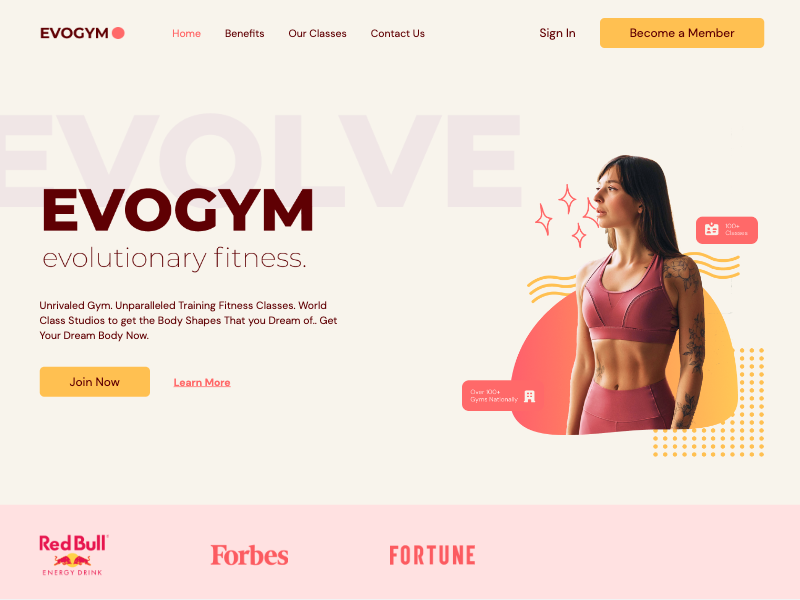 EVOGYM
Home Benefits Our Classes Contact Us
Sign In
Become a Member
EVOLVE
EVOGYM
evolutionary fitness.
100+
Classes
Unrivaled Gym. Unparalleled Training Fitness Classes. World
Class Studios to get the Body Shapes That you Dream of.. Get
Your Dream Body Now.
Join Now
Learn More
Over 100+
Gyms Nationally
Red Bull
ENERGY DRINK
Forbes
FORTUNE